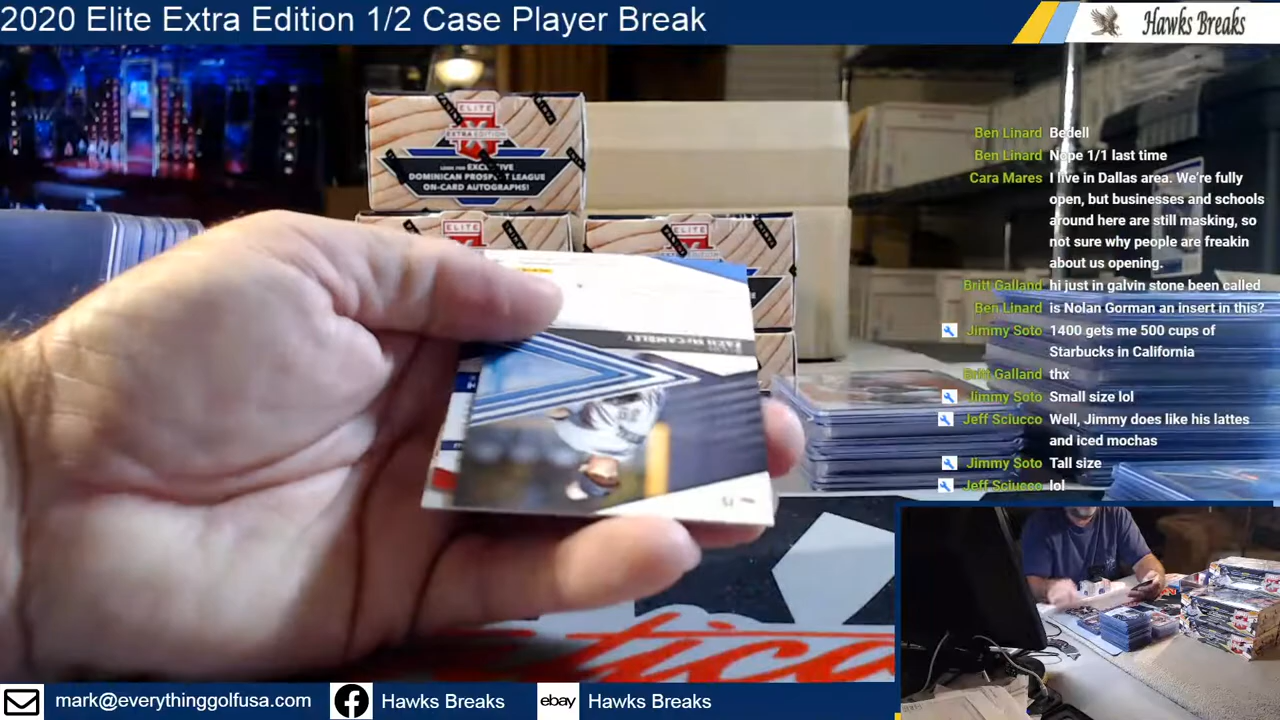 2020 Elite Extra Edition 1/2 Case Player Break
Hawks Breaks
ELITE
EXTRA EDITION
LOOK FOR EXCLUSIVE
DOMINICAN PROSPECT LEAGUE
ON-CARD AUTOGRAPHS!
ELITE
ELITE
ZACH McCAMBLEY
Ben Linard Bedell
Ben Linard Nope 1/1 last time
Cara Mares I live in Dallas area. We're fully
open, but businesses and schools
around here are still masking, so
not sure why people are freakin
about us opening.
Britt Galland hi just in galvin stone been called
Ben Linard is Nolan Gorman an insert in this?
Jimmy Soto 1400 gets me 500 cups of
Starbucks in California
Britt Galland thx
Jimmy Soto Small size lol
Jeff Sciucco Well, Jimmy does like his lattes
and iced mochas
Jimmy Soto Tall size
Jeff Sciucco lol
mark@everythinggolfusa.com
Hawks Breaks
ebay
Hawks Breaks